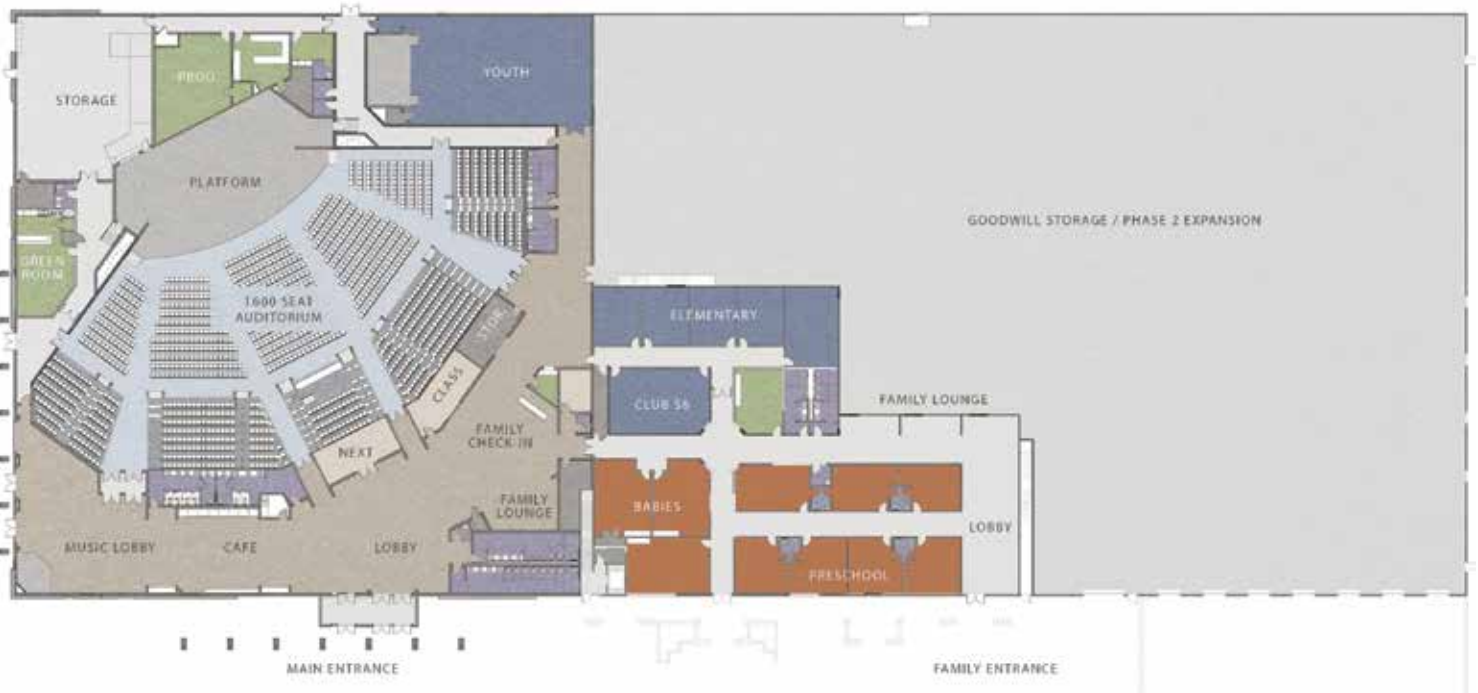 YOUTH
PROD
STORAGE
PLATFORM
GOODWILL STORAGE / PHASE 2 EXPANSION
GREEN
ROOM
1600 SEAT
AUDITORIUM
STOR.
ELEMENTARY
CLASS
CLUB 56
FAMILY LOUNGE
FAMILY
CHECK-IN
NEXT
FAMILY
LOUNGE
BABIES
LOBBY
MUSIC LOBBY
CAFE
LOBBY
PRESCHOOL
MAIN ENTRANCE
FAMILY ENTRANCE